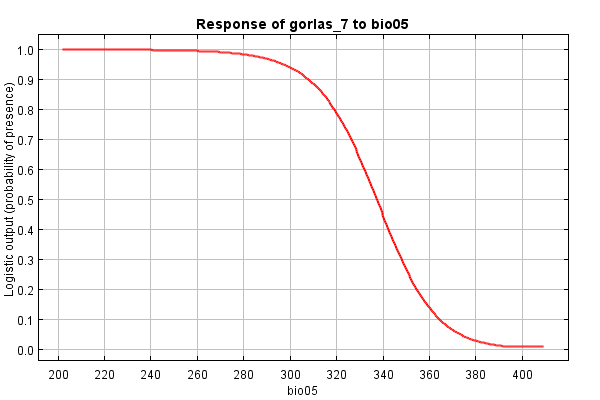 Response of gorlas_7 to bio05
Logistic output (probability of presence)
1.0
0.9
0.8
0.7
0.6
0.5
0.4
0.3
0.2
0.1
0.0
200 220 240 260 280 300 320 340 360 380 400
bio05